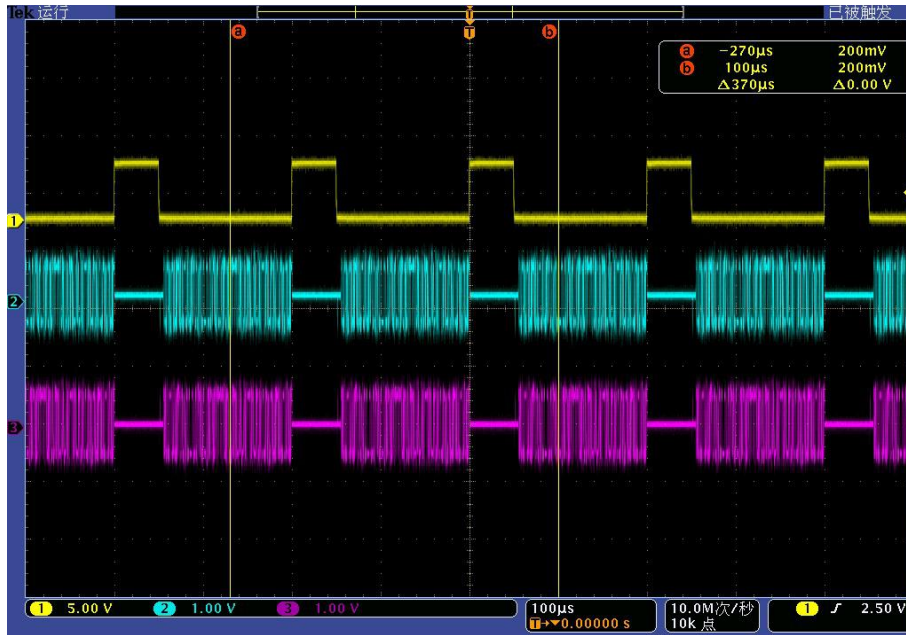 Tek 运行 T 已被触发
a T b
a -270μs 200mV
b 100μs 200mV
Δ370μs Δ0.00 V
1
2
3
1 5.00 V 2 1.00 V 3 1.00 V 100μs 10.0M次/秒 1 2.50 V
T→▼0.00000 s 10k 点